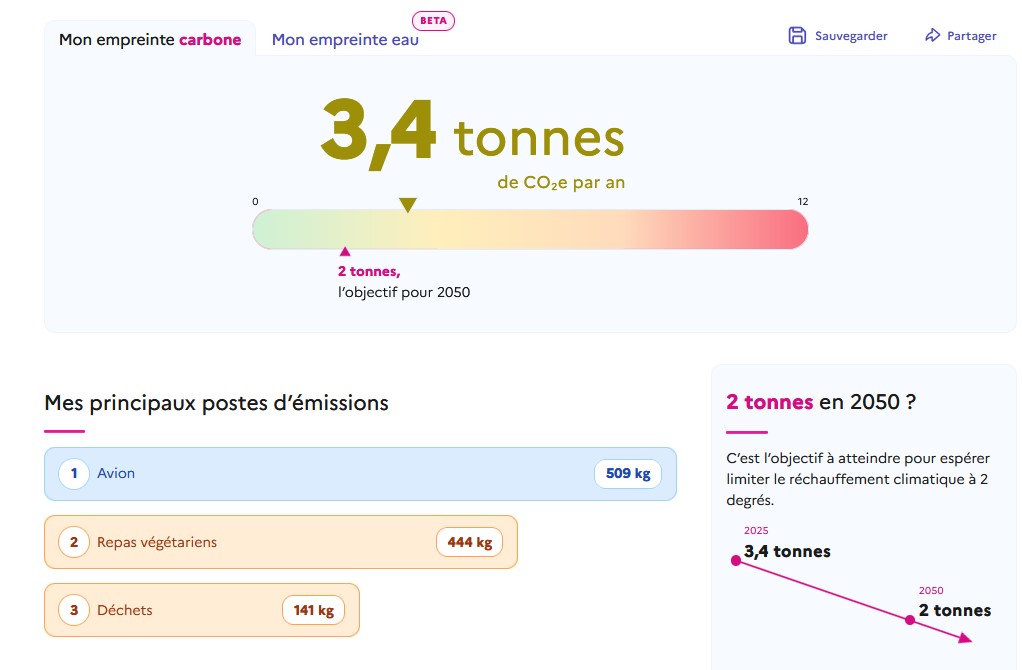 BETA
Mon empreinte carbone
Mon empreinte eau
Sauvegarder
Partager
3,4 tonnes
de CO₂e par an
0
12
2 tonnes,
l'objectif pour 2050
Mes principaux postes d'émissions
1 Avion 509 kg
2 Repas végétariens 444 kg
3 Déchets 141 kg
2 tonnes en 2050 ?
C'est l'objectif à atteindre pour espérer
limiter le réchauffement climatique à 2
degrés.
2025
3,4 tonnes
2050
2 tonnes